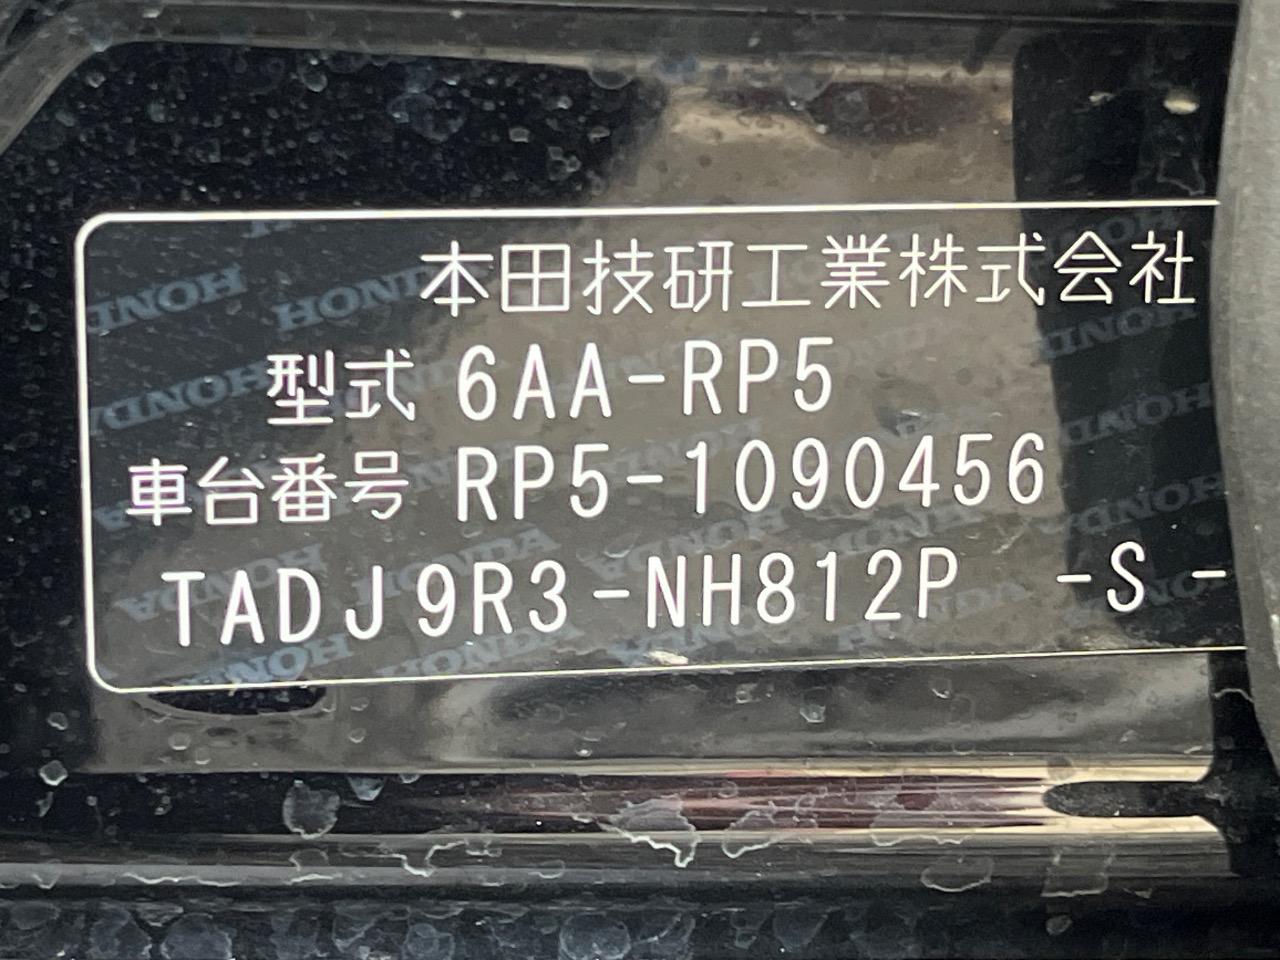 本田技研工業株式会社
型式 6AA-RP5
車台番号 RP5-1090456
TADJ9R3-NH812P -S-